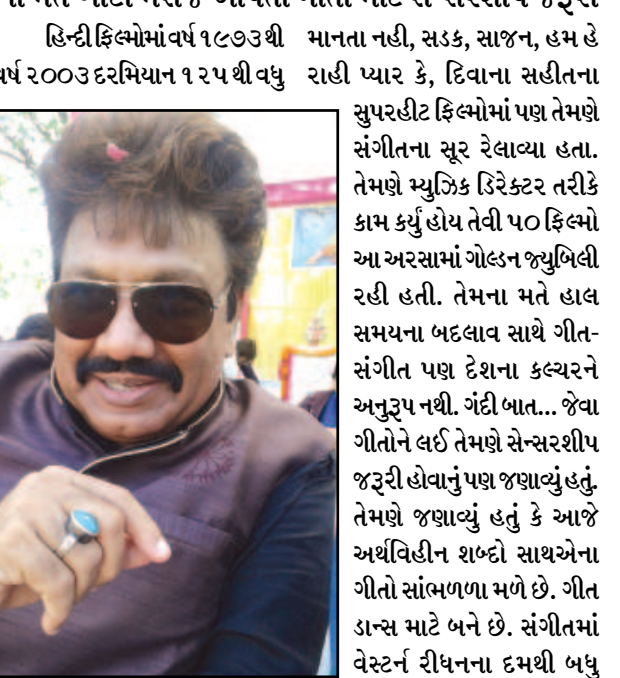 હિન્દી ફિલ્મોમાં વર્ષ ૧૯૭૩ થી
વર્ષ ૨૦૦૩ દરમિયાન ૧૨૫ થી વધુ
માનતા નહી, સડક, સાજન, હમ હે
રાહી પ્યાર કે, દિવાના સહીતના
સુપરહીટ ફિલ્મોમાં પણ તેમણે
સંગીતના સૂર રેલાવ્યા હતા.
તેમણે મ્યુઝિક ડિરેક્ટર તરીકે
કામ કર્યું હોય તેવી ૫૦ ફિલ્મો
આ અરસામાં ગોલ્ડન જ્યુબિલી
રહી હતી. તેમના મતે હાલ
સમયના બદલાવ સાથે ગીત-
સંગીત પણ દેશના કલ્ચરને
અનુરૂપ નથી. ગંદી બાત... જેવા
ગીતોને લઈ તેમણે સેન્સરશીપ
જરૂરી હોવાનું પણ જણાવ્યું હતું.
તેમણે જણાવ્યું હતું કે આજે
અર્થવિહીન શબ્દો સાથએના
ગીતો સાંભળળા મળે છે. ગીત
ડાન્સ માટે બને છે. સંગીતમાં
વેસ્ટર્ન રીધનના દમથી બધુ